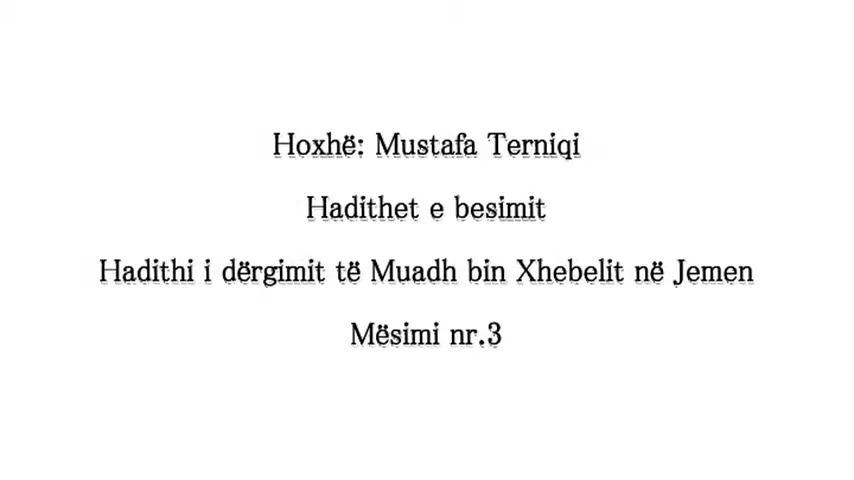 Hoxhë: Mustafa Terniqi
Hadithet e besimit
Hadithi i dërgimit të Muadh bin Xhebelit në Jemen
Mësimi nr.3